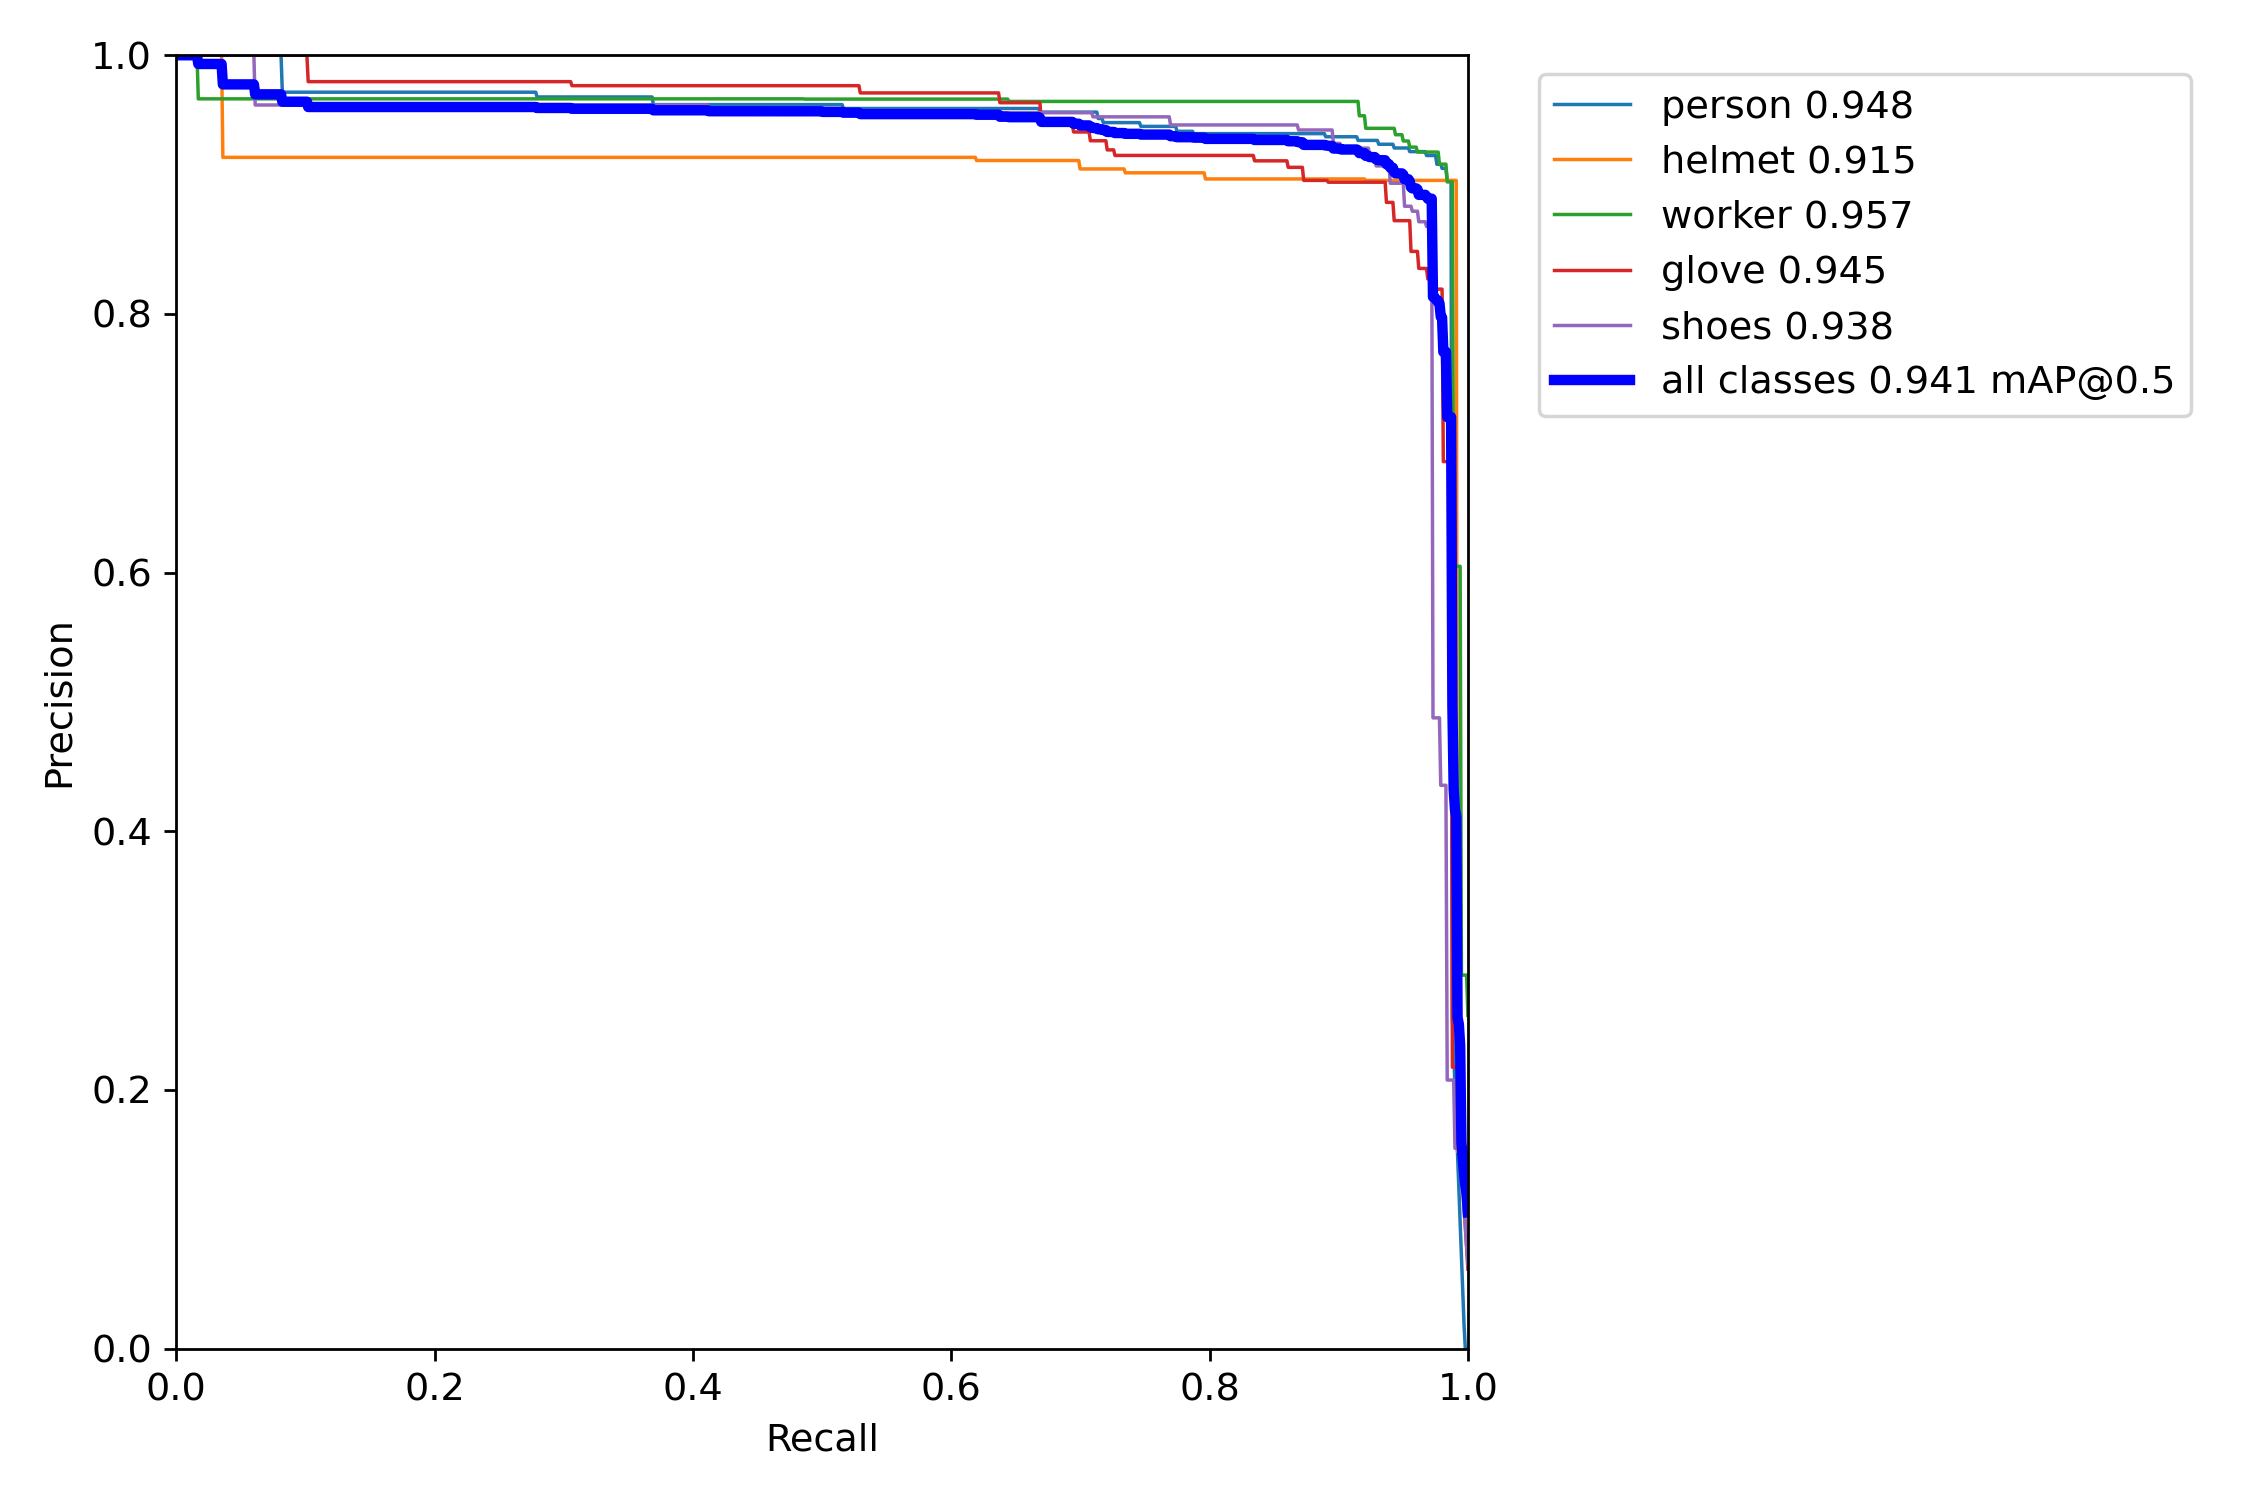 1.0
0.8
0.6
0.4
0.2
0.0
Precision
0.0 0.2 0.4 0.6 0.8 1.0
Recall
person 0.948
helmet 0.915
worker 0.957
glove 0.945
shoes 0.938
all classes 0.941 mAP@0.5